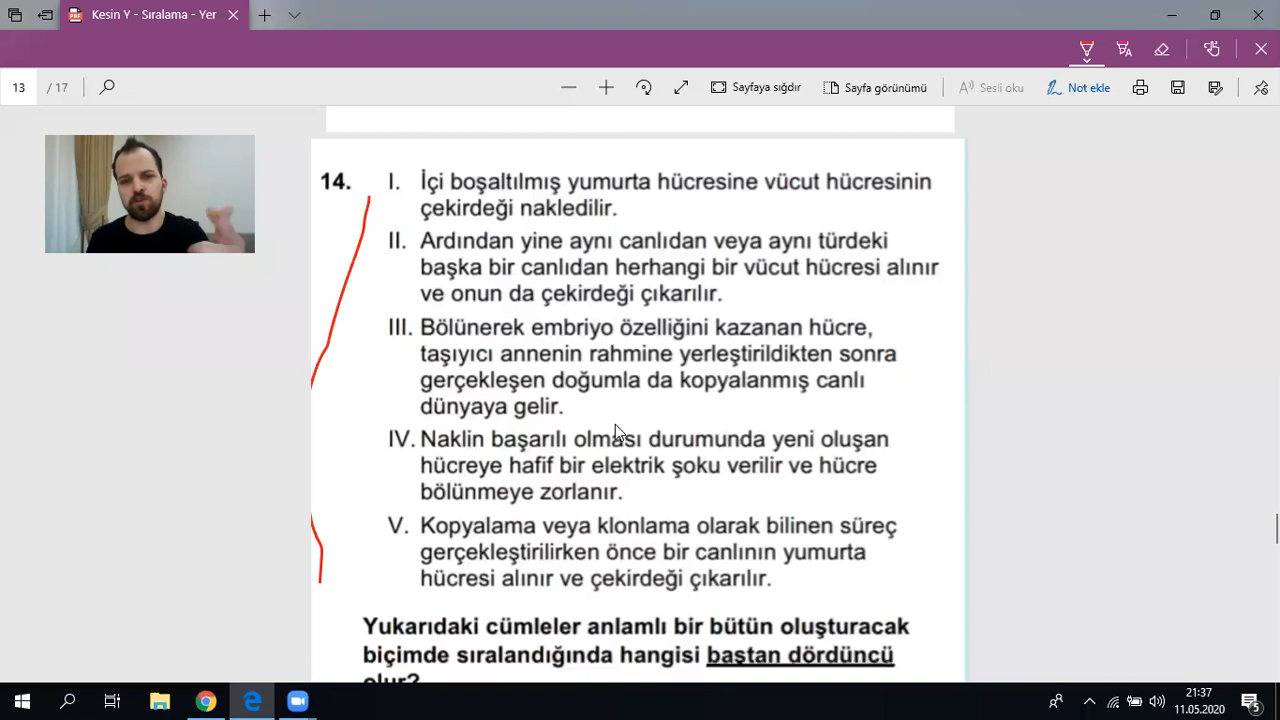 Kesin Y - Sıralama - Yer
13 / 17
Sayfaya sığdır
Sayfa görünümü
Sesli oku
Not ekle
14. I. İçi boşaltılmış yumurta hücresine vücut hücresinin
çekirdeği nakledilir.
II. Ardından yine aynı canlıdan veya aynı türdeki
başka bir canlıdan herhangi bir vücut hücresi alınır
ve onun da çekirdeği çıkarılır.
III. Bölünerek embriyo özelliğini kazanan hücre,
taşıyıcı annenin rahmine yerleştirildikten sonra
gerçekleşen doğumla da kopyalanmış canlı
dünyaya gelir.
IV. Naklin başarılı olması durumunda yeni oluşan
hücreye hafif bir elektrik şoku verilir ve hücre
bölünmeye zorlanır.
V. Kopyalama veya klonlama olarak bilinen süreç
gerçekleştirilirken önce bir canlının yumurta
hücresi alınır ve çekirdeği çıkarılır.
Yukarıdaki cümleler anlamlı bir bütün oluşturacak
biçimde sıralandığında hangisi baştan dördüncü
olur?
21:37
11.05.2020
5